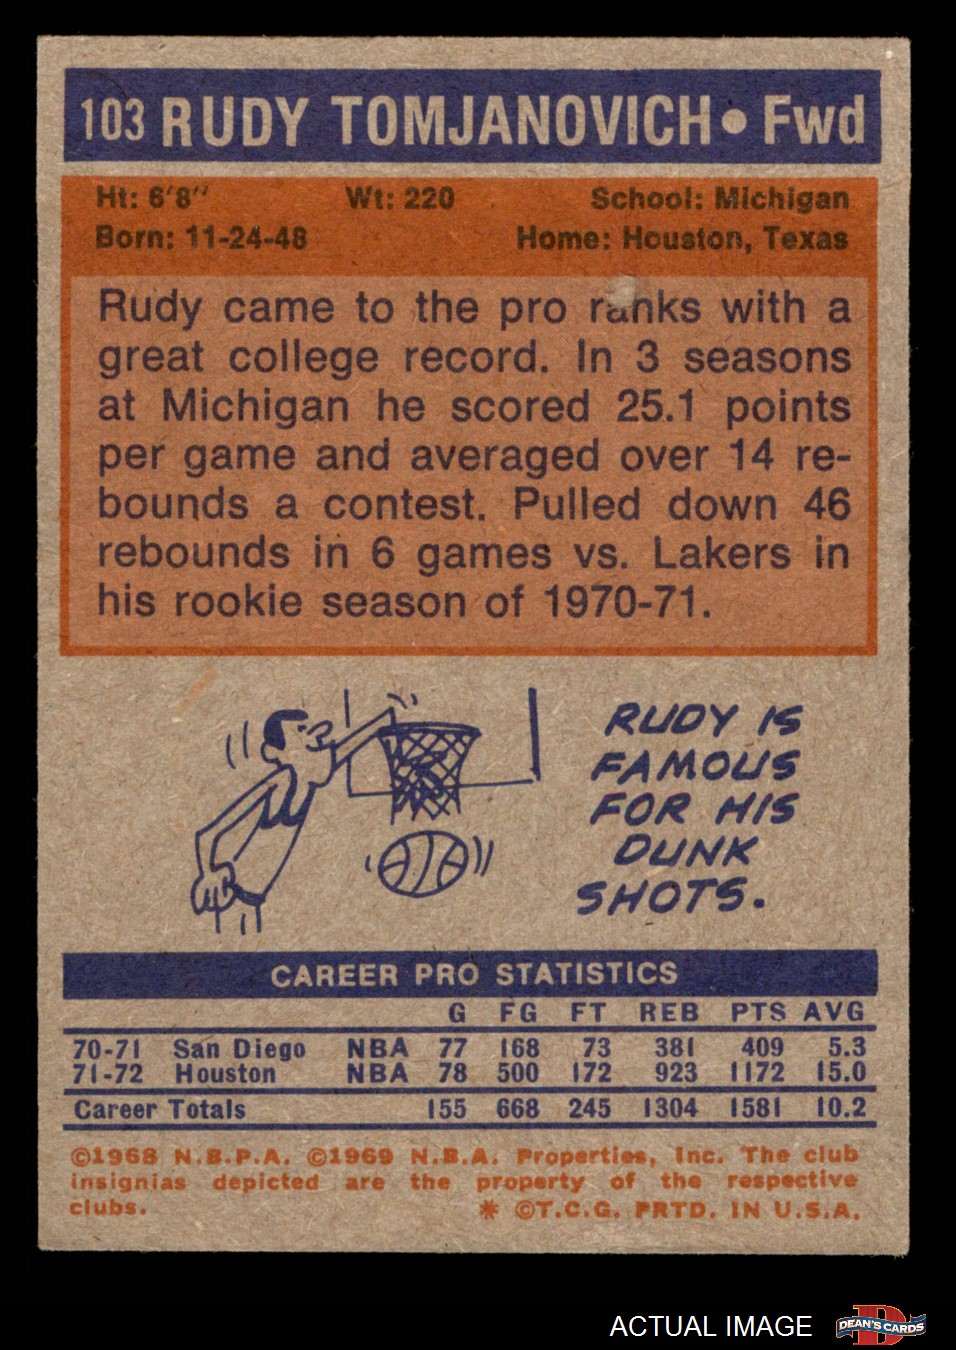 103 RUDY TOMJANOVICH • Fwd
Ht: 6'8" Wt: 220 School: Michigan
Born: 11-24-48 Home: Houston, Texas
Rudy came to the pro ranks with a
great college record. In 3 seasons
at Michigan he scored 25.1 points
per game and averaged over 14 re-
bounds a contest. Pulled down 46
rebounds in 6 games vs. Lakers in
his rookie season of 1970-71.
RUDY IS
FAMOUS
FOR HIS
DUNK
SHOTS.
CAREER PRO STATISTICS
G FG FT REB PTS AVG
70-71 San Diego NBA 77 168 73 381 409 5.3
71-72 Houston NBA 78 500 172 923 1172 15.0
Career Totals 155 668 245 1304 1581 10.2
©1968 N.B.P.A. ©1969 N.B.A. Properties, Inc. The club
insignias depicted are the property of the respective
clubs. * ©T.C.G. PRTD. IN U.S.A.
ACTUAL IMAGE D DEAN'S CARDS